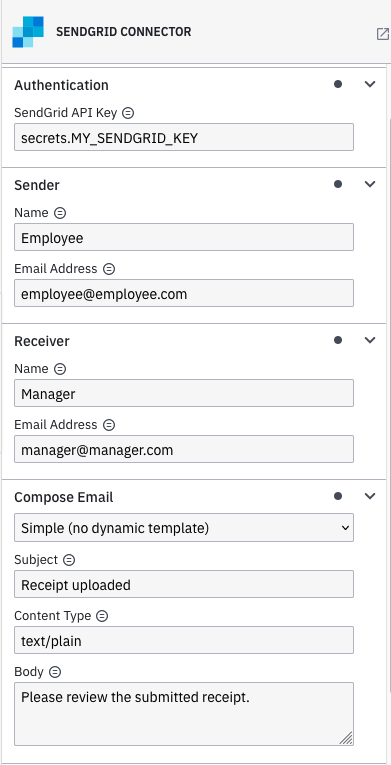 SENDGRID CONNECTOR
Authentication
SendGrid API Key
secrets.MY_SENDGRID_KEY
Sender
Name
Employee
Email Address
employee@employee.com
Receiver
Name
Manager
Email Address
manager@manager.com
Compose Email
Simple (no dynamic template)
Subject
Receipt uploaded
Content Type
text/plain
Body
Please review the submitted receipt.